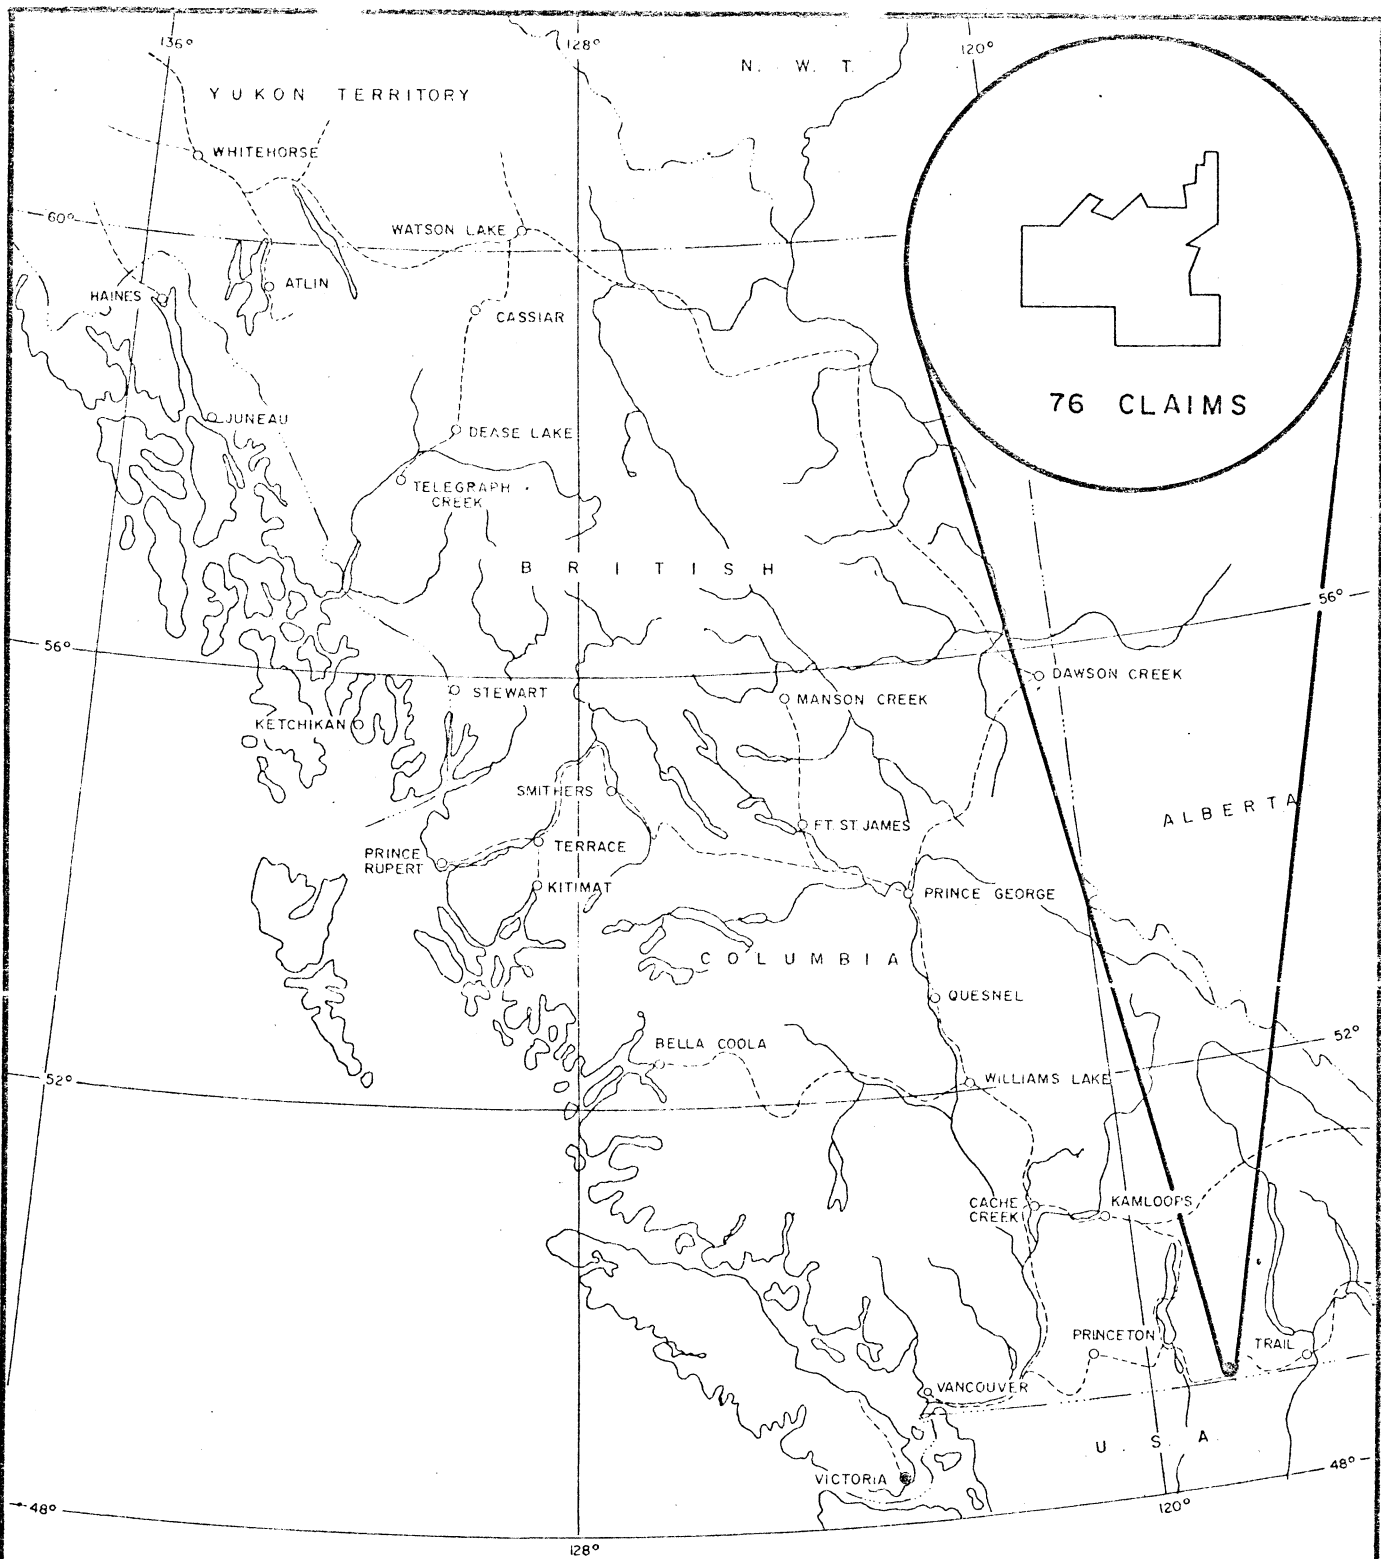 136°
128°
120°
N. W. T.
YUKON TERRITORY
WHITEHORSE
60°
WATSON LAKE
HAINES
ATLIN
CASSIAR
76 CLAIMS
JUNEAU
DEASE LAKE
TELEGRAPH
CREEK
BRITISH
56°
56°
DAWSON CREEK
STEWART
MANSON CREEK
KETCHIKAN
SMITHERS
ALBERTA
FT. ST. JAMES
PRINCE
RUPERT
TERRACE
KITIMAT
PRINCE GEORGE
COLUMBIA
QUESNEL
BELLA COOLA
52°
52°
WILLIAMS LAKE
CACHE
CREEK
KAMLOOPS
PRINCETON
TRAIL
VANCOUVER
U. S. A.
VICTORIA
48°
48°
120°
128°